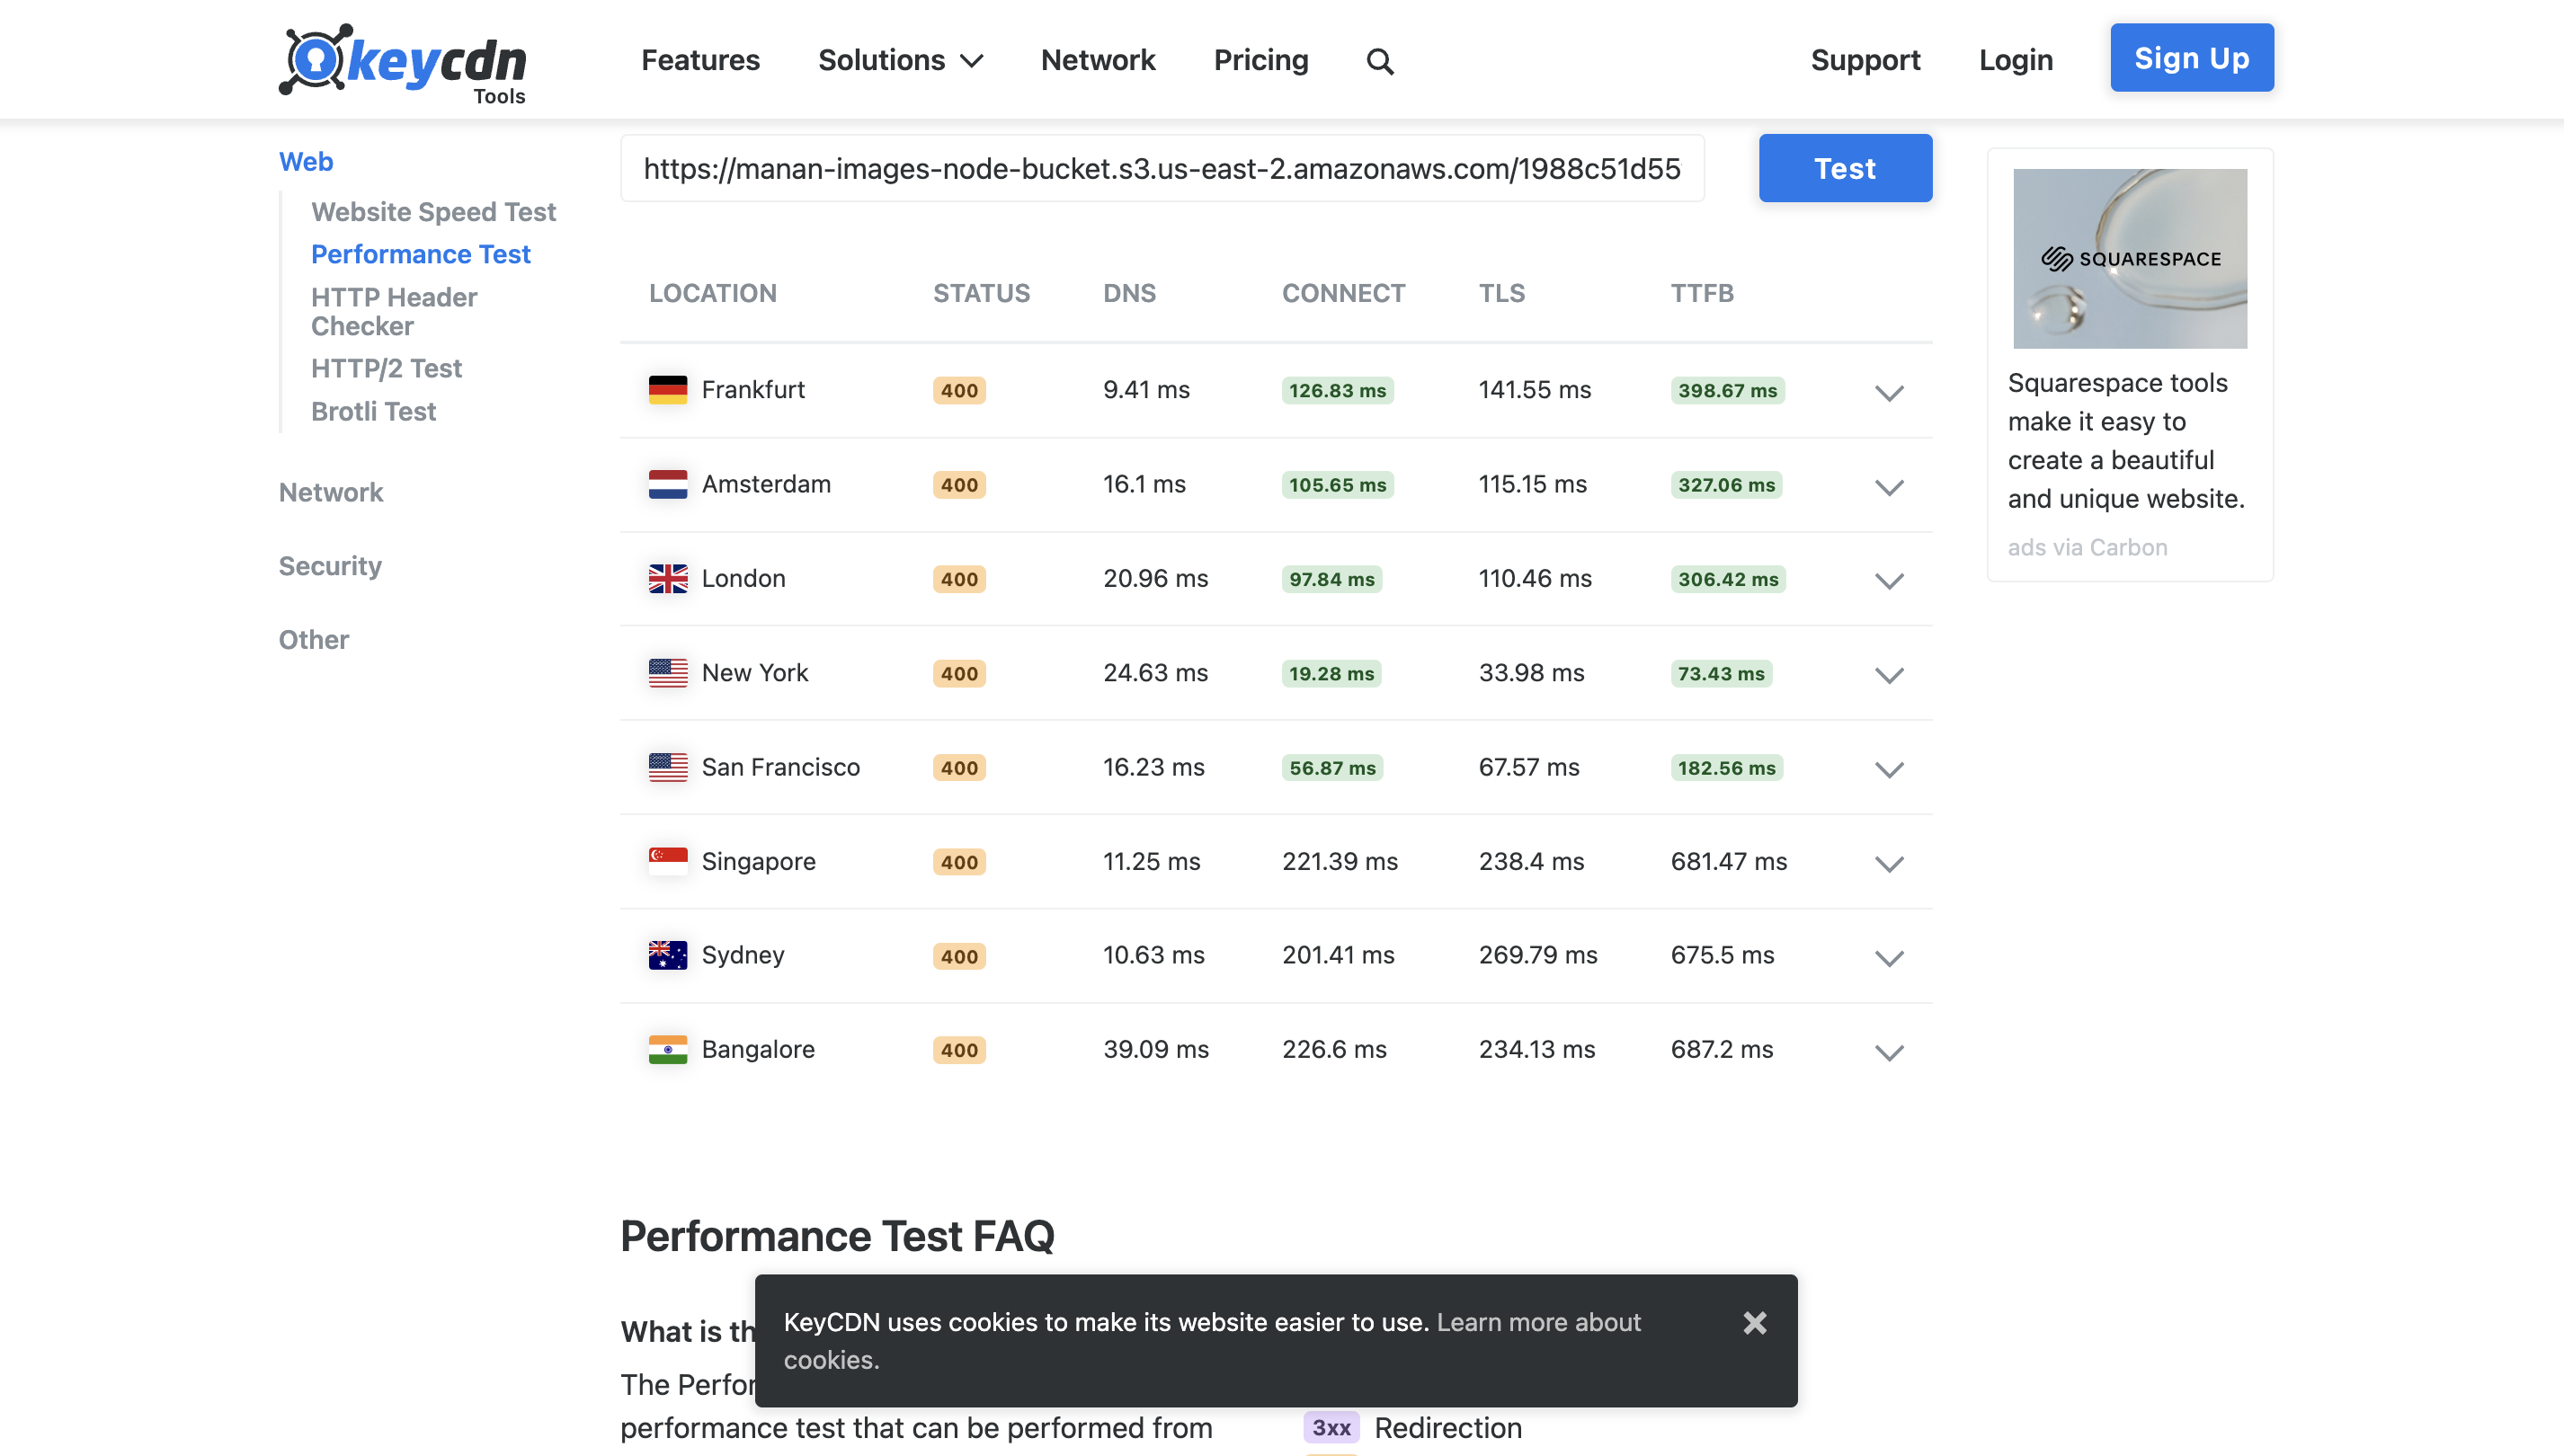 keycdn
Tools
Features Solutions Network Pricing Support Login Sign Up
Web
Website Speed Test
Performance Test
HTTP Header
Checker
HTTP/2 Test
Brotli Test
Network
Security
Other
https://manan-images-node-bucket.s3.us-east-2.amazonaws.com/1988c51d55 Test
LOCATION STATUS DNS CONNECT TLS TTFB
Frankfurt 400 9.41 ms 126.83 ms 141.55 ms 398.67 ms
Amsterdam 400 16.1 ms 105.65 ms 115.15 ms 327.06 ms
London 400 20.96 ms 97.84 ms 110.46 ms 306.42 ms
New York 400 24.63 ms 19.28 ms 33.98 ms 73.43 ms
San Francisco 400 16.23 ms 56.87 ms 67.57 ms 182.56 ms
Singapore 400 11.25 ms 221.39 ms 238.4 ms 681.47 ms
Sydney 400 10.63 ms 201.41 ms 269.79 ms 675.5 ms
Bangalore 400 39.09 ms 226.6 ms 234.13 ms 687.2 ms
SQUARESPACE
Squarespace tools
make it easy to
create a beautiful
and unique website.
ads via Carbon
Performance Test FAQ
What is th
The Perfor
performance test that can be performed from
3xx Redirection
KeyCDN uses cookies to make its website easier to use. Learn more about
cookies.